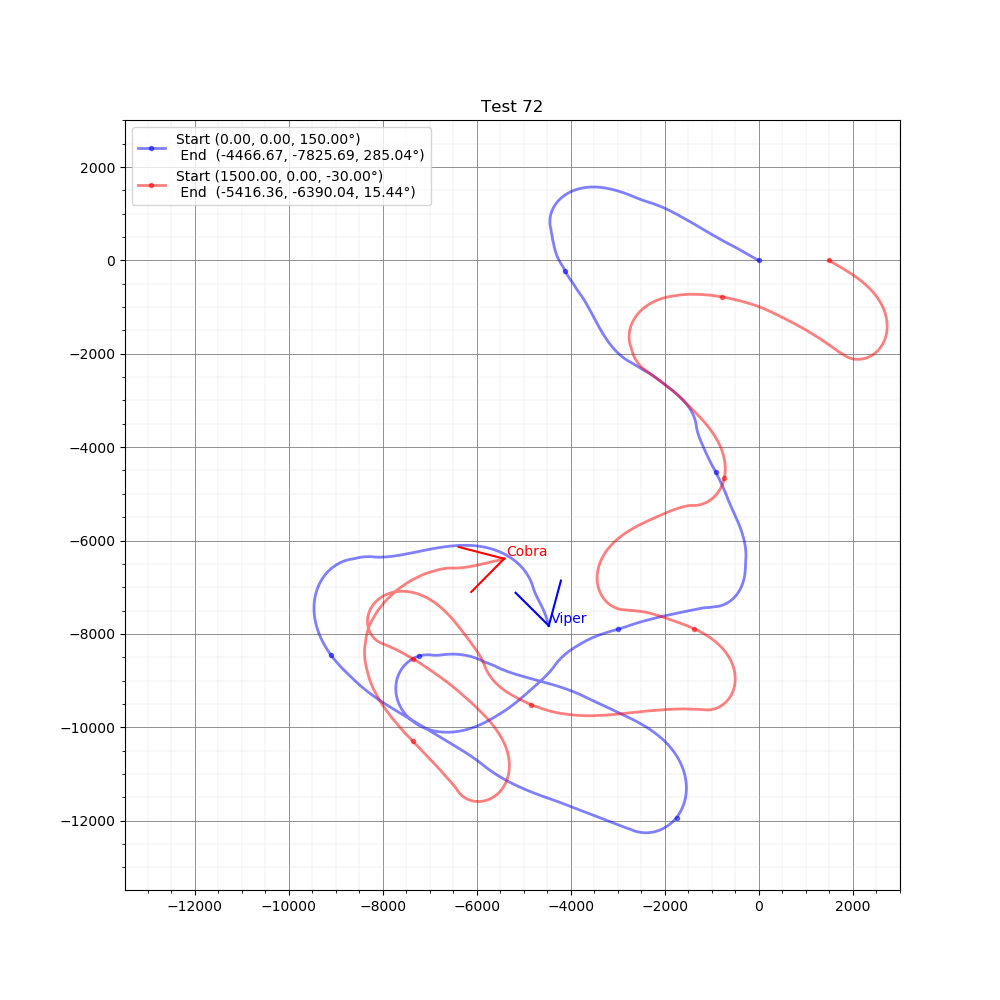 Test 72
Start (0.00, 0.00, 150.00°)
End  (-4466.67, -7825.69, 285.04°)
Start (1500.00, 0.00, -30.00°)
End  (-5416.36, -6390.04, 15.44°)
2000
0
−2000
−4000
−6000
−8000
−10000
−12000
Cobra
Viper
−12000 −10000 −8000 −6000 −4000 −2000 0 2000